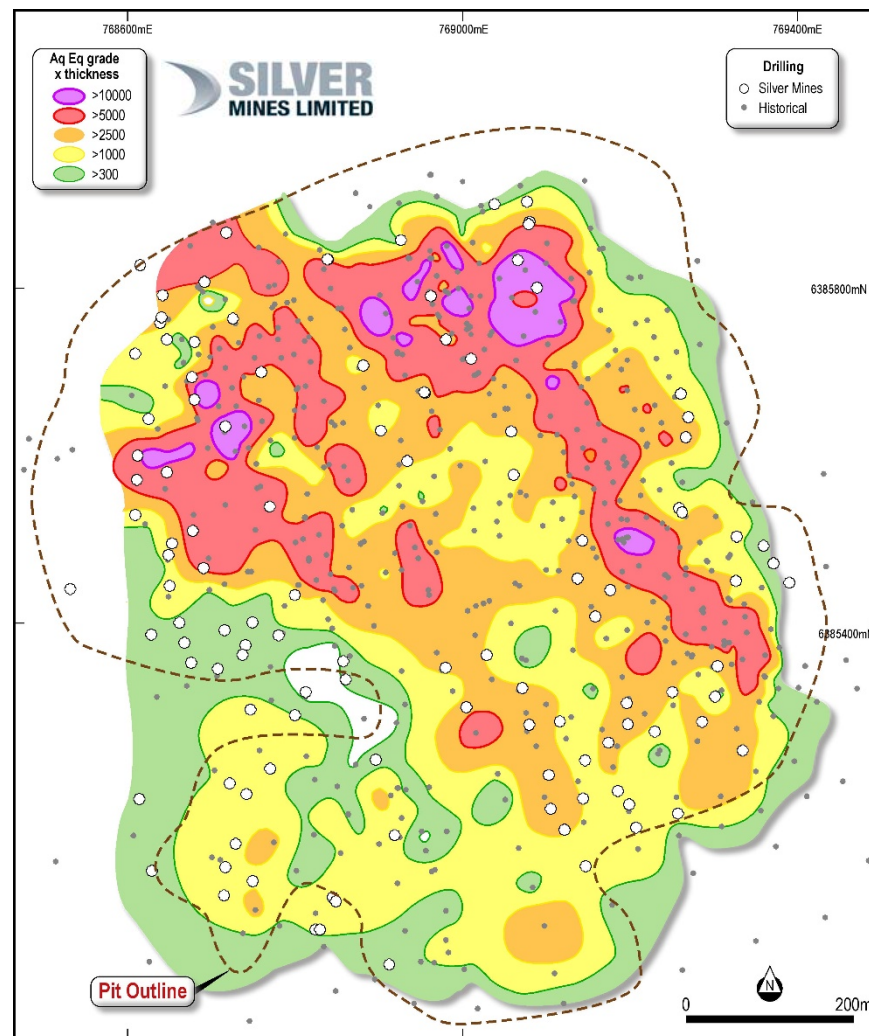 768600mE
769000mE
769400mE
Aq Eq grade
x thickness
>10000
>5000
>2500
>1000
>300
SILVER
MINES LIMITED
Drilling
Silver Mines
Historical
6385800mN
6385400mN
Pit Outline
N
0
200m